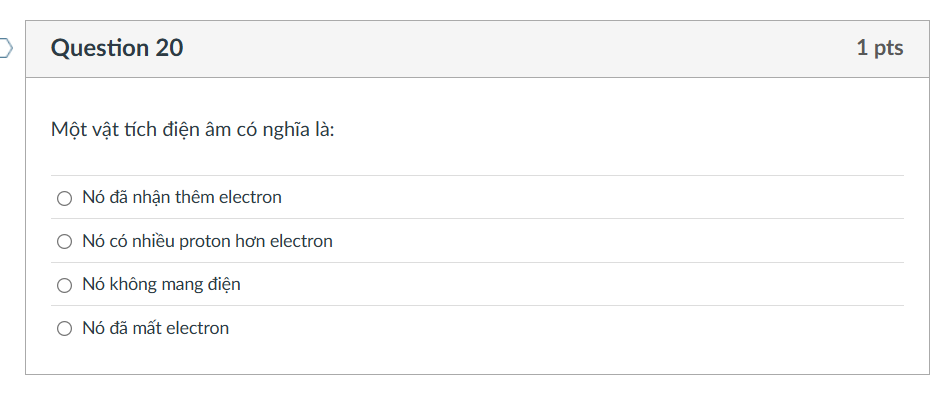 Question 20
1 pts
Một vật tích điện âm có nghĩa là:
Nó đã nhận thêm electron
Nó có nhiều proton hơn electron
Nó không mang điện
Nó đã mất electron